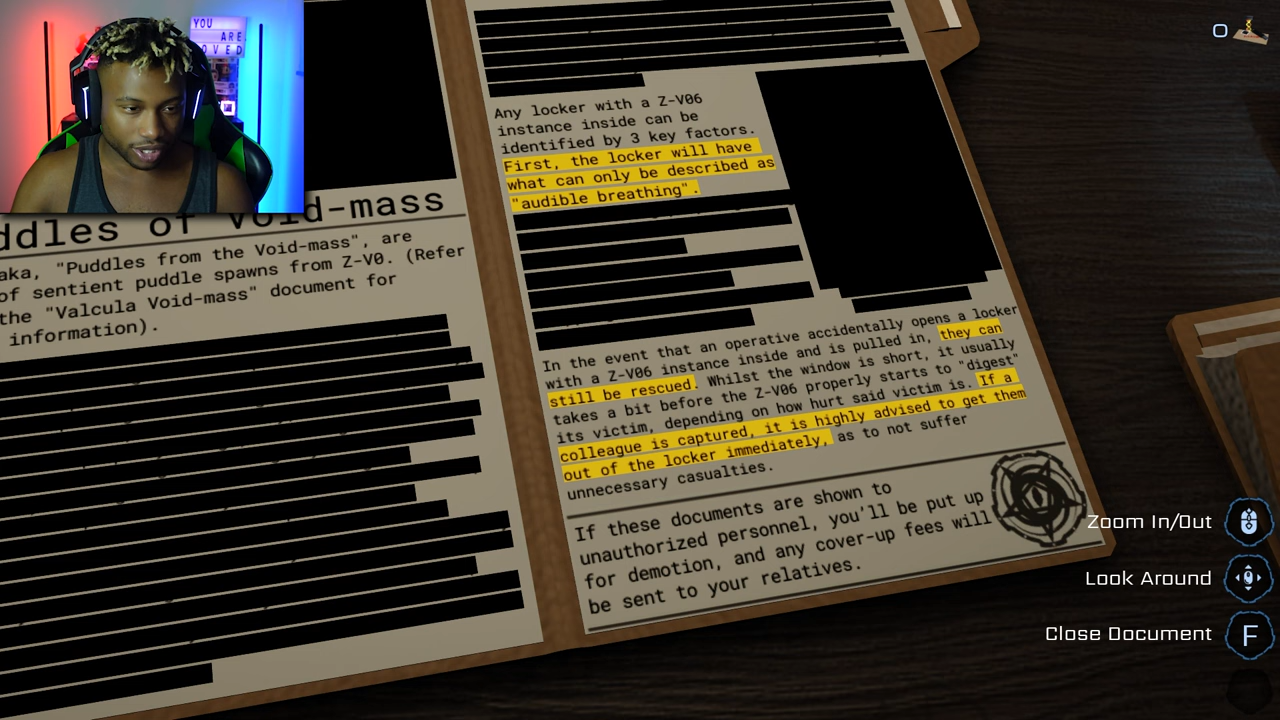 YOU
ARE
ddles of Void-mass
aka, "Puddles from the Void-mass", are
of sentient puddle spawns from Z-V0. (Refer
the "Valcula Void-mass" document for
information).
Any locker with a Z-V06
instance inside can be
identified by 3 key factors.
First, the locker will have
what can only be described as
"audible breathing".
In the event that an operative accidentally opens a locker
with a Z-V06 instance inside and is pulled in, they can
still be rescued. Whilst the window is short, it usually
takes a bit before the Z-V06 properly starts to "digest"
its victim, depending on how hurt said victim is. If a
colleague is captured, it is highly advised to get them
out of the locker immediately, as to not suffer
unnecessary casualties.
If these documents are shown to
unauthorized personnel, you'll be put up
for demotion, and any cover-up fees will
be sent to your relatives.
Zoom In/Out
Look Around
Close Document
F